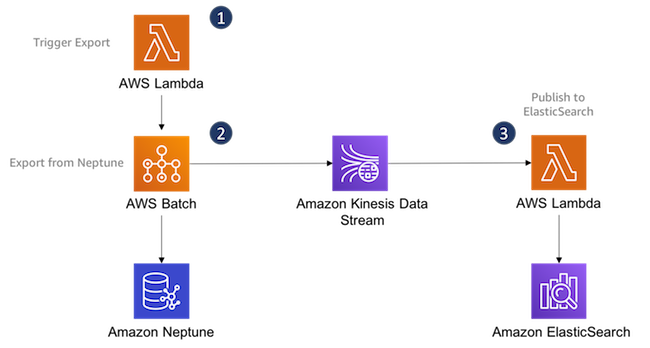 1
Trigger Export
AWS Lambda
Publish to
ElasticSearch
2
3
Export from Neptune
AWS Batch
Amazon Kinesis Data
Stream
AWS Lambda
Amazon Neptune
Amazon ElasticSearch